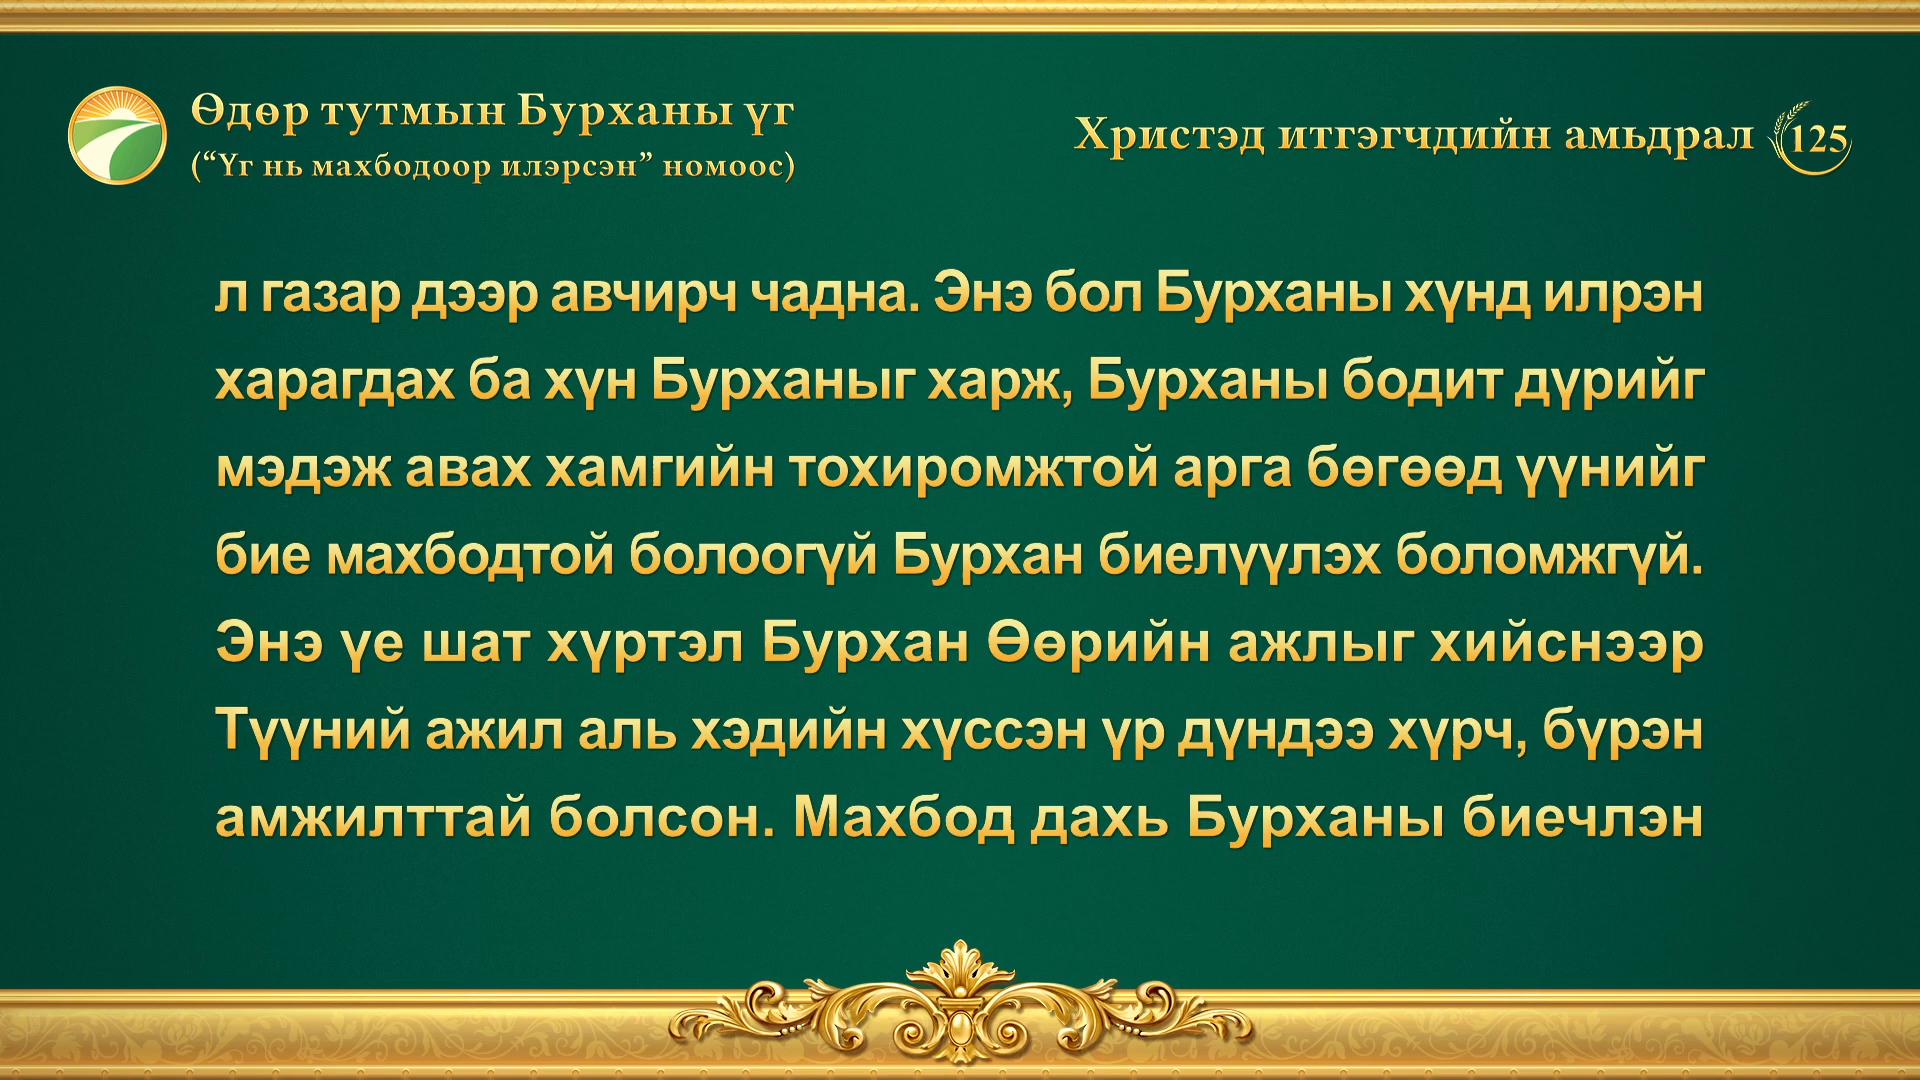 Өдөр тутмын Бурханы үг
(“Үг нь махбодоор илэрсэн” номоос)
Христэд итгэгчдийн амьдрал 125
л газар дээр авчирч чадна. Энэ бол Бурханы хүнд илрэн
харагдах ба хүн Бурханыг харж, Бурханы бодит дүрийг
мэдэж авах хамгийн тохиромжтой арга бөгөөд үүнийг
бие махбодтой болоогүй Бурхан биелүүлэх боломжгүй.
Энэ үе шат хүртэл Бурхан Өөрийн ажлыг хийснээр
Түүний ажил аль хэдийн хүссэн үр дүндээ хүрч, бүрэн
амжилттай болсон. Махбод дахь Бурханы биечлэн